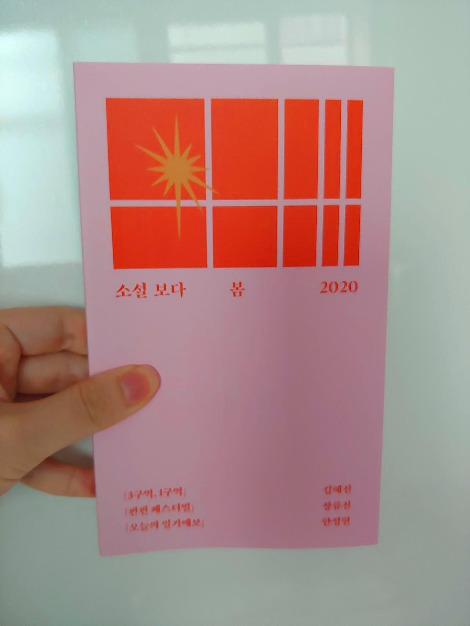 소설 보다 봄 2020
「3구역, 1구역」 김혜진
「펀펀 페스티벌」 장류진
「오늘의 일기예보」 한정현